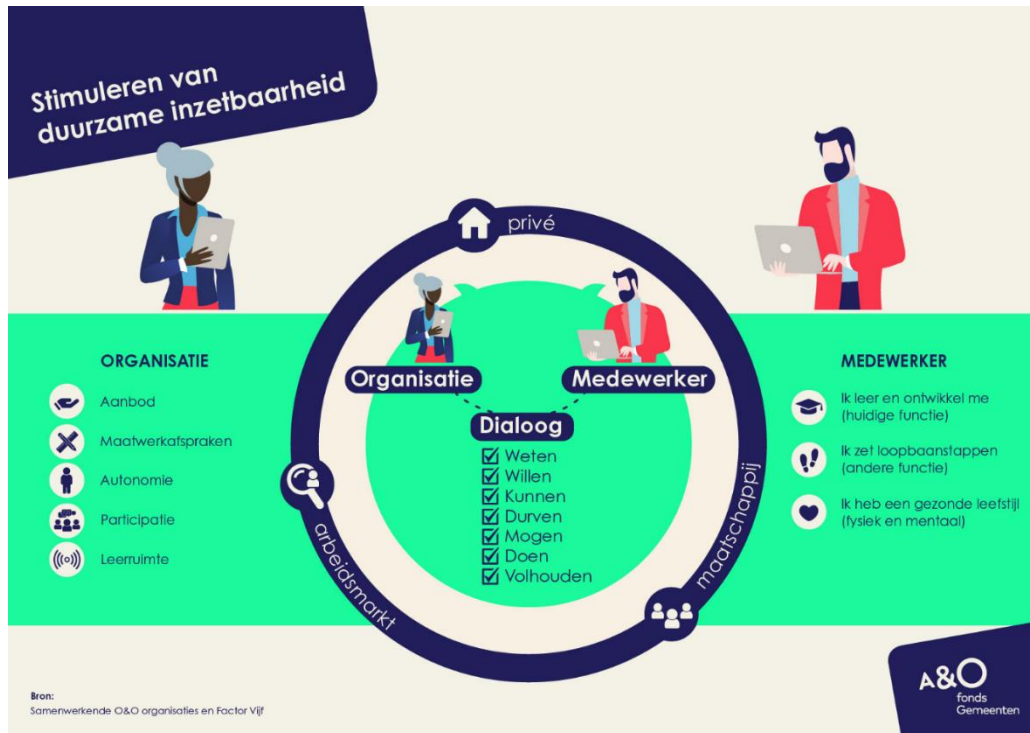 Stimuleren van
duurzame inzetbaarheid
privé
ORGANISATIE
Aanbod
Maatwerkafspraken
Autonomie
Participatie
Leerruimte
Organisatie
Medewerker
Dialoog
Weten
Willen
Kunnen
Durven
Mogen
Doen
Volhouden
arbeidsmarkt
maatschappij
MEDEWERKER
Ik leer en ontwikkel me
(huidige functie)
Ik zet loopbaanstappen
(andere functie)
Ik heb een gezonde leefstijl
(fysiek en mentaal)
Bron:
Samenwerkende O&O organisaties en Factor Vijf
A&O
fonds
Gemeenten